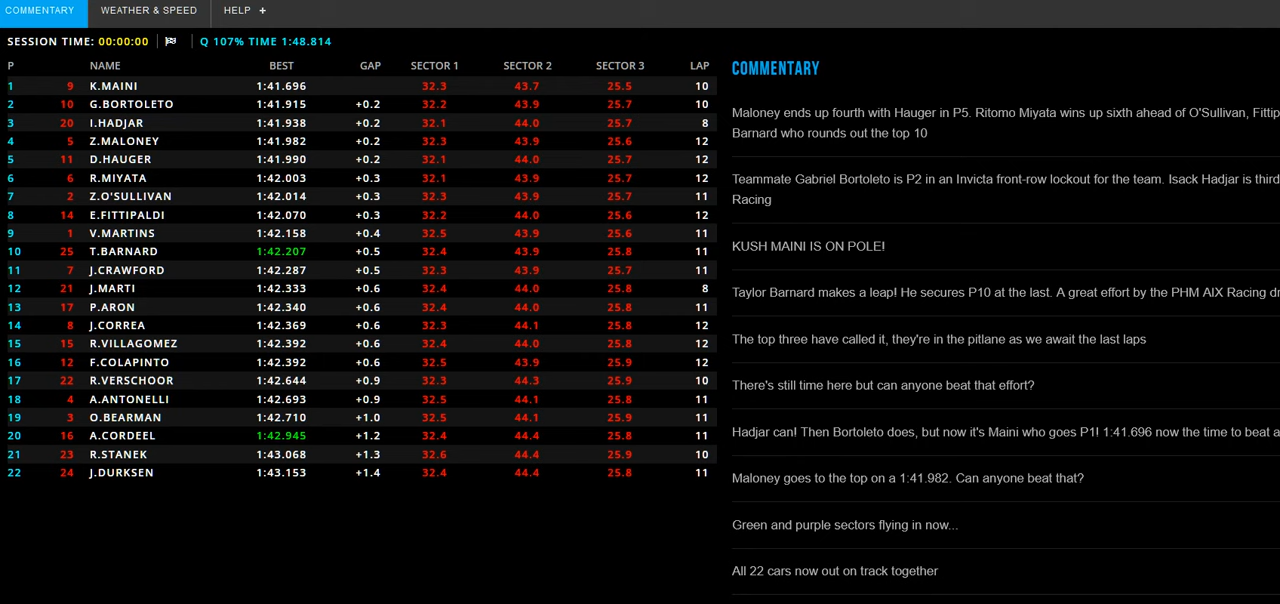 COMMENTARY WEATHER & SPEED HELP +
SESSION TIME: 00:00:00 Q 107% TIME 1:48.814
P NAME BEST GAP SECTOR 1 SECTOR 2 SECTOR 3 LAP
1 9 K.MAINI 1:41.696 32.3 43.7 25.5 10
2 10 G.BORTOLETO 1:41.915 +0.2 32.2 43.9 25.7 10
3 20 I.HADJAR 1:41.938 +0.2 32.1 44.0 25.7 8
4 5 Z.MALONEY 1:41.982 +0.2 32.3 43.9 25.6 12
5 11 D.HAUGER 1:41.990 +0.2 32.1 44.0 25.7 12
6 6 R.MIYATA 1:42.003 +0.3 32.1 43.9 25.7 12
7 2 Z.O'SULLIVAN 1:42.014 +0.3 32.3 43.9 25.7 11
8 14 E.FITTIPALDI 1:42.070 +0.3 32.2 44.0 25.6 12
9 1 V.MARTINS 1:42.158 +0.4 32.5 43.9 25.6 11
10 25 T.BARNARD 1:42.207 +0.5 32.4 43.9 25.8 11
11 7 J.CRAWFORD 1:42.287 +0.5 32.3 43.9 25.7 11
12 21 J.MARTI 1:42.333 +0.6 32.4 44.0 25.8 8
13 17 P.ARON 1:42.340 +0.6 32.4 44.0 25.8 11
14 8 J.CORREA 1:42.369 +0.6 32.3 44.1 25.8 12
15 15 R.VILLAGOMEZ 1:42.392 +0.6 32.4 44.0 25.8 12
16 12 F.COLAPINTO 1:42.392 +0.6 32.5 43.9 25.9 12
17 22 R.VERSCHOOR 1:42.644 +0.9 32.3 44.3 25.9 10
18 4 A.ANTONELLI 1:42.693 +0.9 32.5 44.1 25.8 11
19 3 O.BEARMAN 1:42.710 +1.0 32.5 44.1 25.9 11
20 16 A.CORDEEL 1:42.945 +1.2 32.4 44.4 25.8 11
21 23 R.STANEK 1:43.068 +1.3 32.6 44.4 25.9 10
22 24 J.DURKSEN 1:43.153 +1.4 32.4 44.4 25.8 11
COMMENTARY
Maloney ends up fourth with Hauger in P5. Ritomo Miyata wins up sixth ahead of O'Sullivan, Fittip
Barnard who rounds out the top 10
Teammate Gabriel Bortoleto is P2 in an Invicta front-row lockout for the team. Isack Hadjar is third
Racing
KUSH MAINI IS ON POLE!
Taylor Barnard makes a leap! He secures P10 at the last. A great effort by the PHM AIX Racing dr
The top three have called it, they're in the pitlane as we await the last laps
There's still time here but can anyone beat that effort?
Hadjar can! Then Bortoleto does, but now it's Maini who goes P1! 1:41.696 now the time to beat a
Maloney goes to the top on a 1:41.982. Can anyone beat that?
Green and purple sectors flying in now...
All 22 cars now out on track together